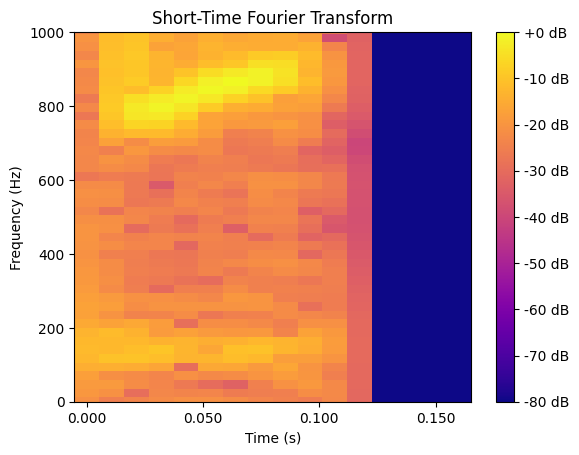 Short-Time Fourier Transform
1000
800
600
400
200
0
Frequency (Hz)
0.000
0.050
0.100
0.150
Time (s)
+0 dB
-10 dB
-20 dB
-30 dB
-40 dB
-50 dB
-60 dB
-70 dB
-80 dB